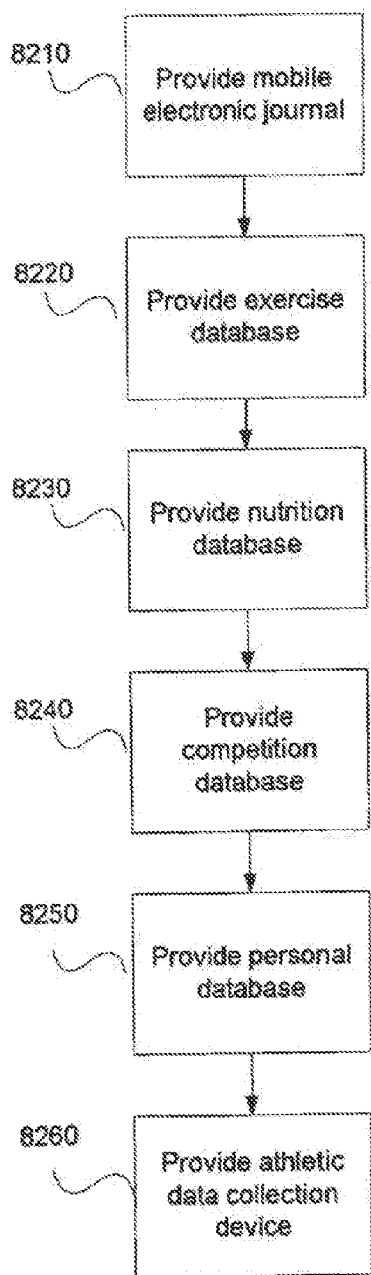 8210
Provide mobile
electronic journal
8220
Provide exercise
database
8230
Provide nutrition
database
8240
Provide
competition
database
8250
Provide personal
database
8260
Provide athletic
data collection
device